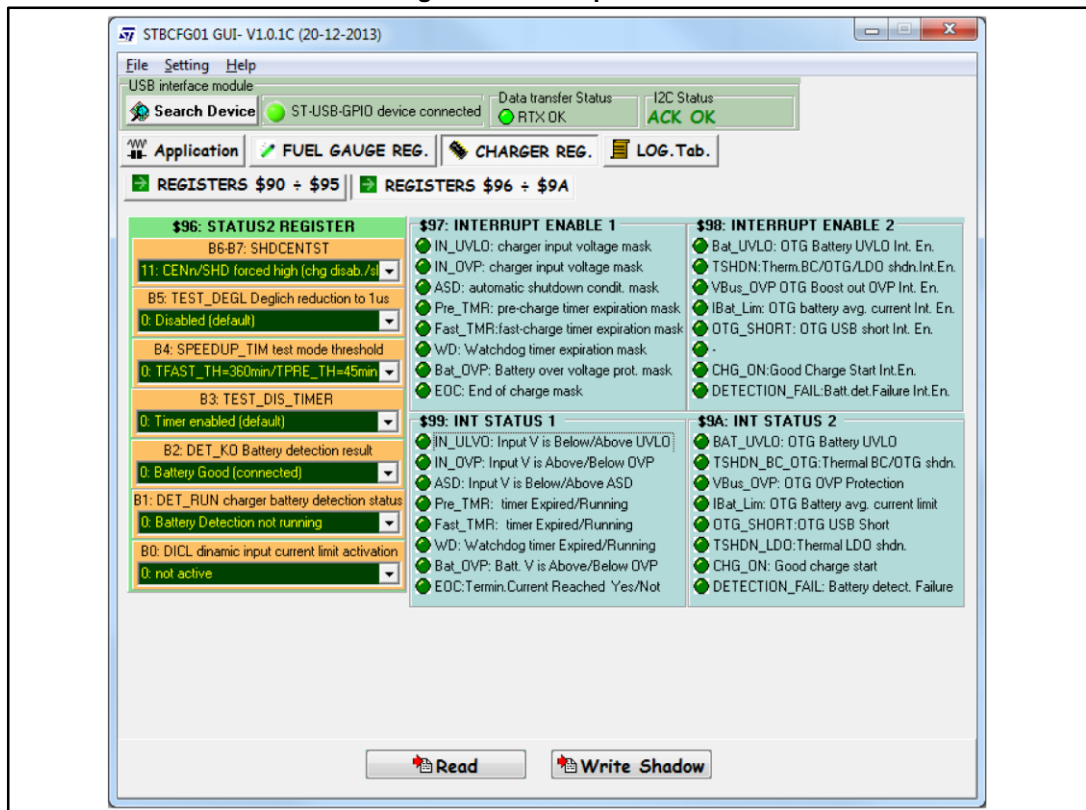 STBCFG01 GUI- V1.0.1C (20-12-2013)
File Setting Help
USB interface module
Search Device
ST-USB-GPIO device connected
Data transfer Status
RTX OK
I2C Status
ACK OK
Application
FUEL GAUGE REG.
CHARGER REG.
LOG.Tab.
REGISTERS $90 ÷ $95
REGISTERS $96 ÷ $9A
$96: STATUS2 REGISTER
B6-B7: SHDCENTST
11: CENn/SHD forced high (chg disab./sl
B5: TEST_DEGL Deglich reduction to 1us
0: Disabled (default)
B4: SPEEDUP_TIM test mode threshold
0: TFAST_TH=360min/TPRE_TH=45min
B3: TEST_DIS_TIMER
0: Timer enabled (default)
B2: DET_KO Battery detection result
0: Battery Good (connected)
B1: DET_RUN charger battery detection status
0: Battery Detection not running
B0: DICL dinamic input current limit activation
0: not active
$97: INTERRUPT ENABLE 1
IN_UVLO: charger input voltage mask
IN_OVP: charger input voltage mask
ASD: automatic shutdown condit. mask
Pre_TMR: pre-charge timer expiration mask
Fast_TMR:fast-charge timer expiration mask
WD: Watchdog timer expiration mask
Bat_OVP: Battery over voltage prot. mask
EOC: End of charge mask
$98: INTERRUPT ENABLE 2
Bat_UVLO: OTG Battery UVLO Int. En.
TSHDN:Therm.BC/OTG/LDO shdn.Int.En.
VBus_OVP OTG Boost out OVP Int. En.
IBat_Lim: OTG battery avg. current Int. En.
OTG_SHORT: OTG USB short Int. En.
-
CHG_ON:Good Charge Start Int.En.
DETECTION_FAIL:Batt.det.Failure Int.En.
$99: INT STATUS 1
IN_ULVO: Input V is Below/Above UVLO
IN_OVP: Input V is Above/Below OVP
ASD: Input V is Below/Above ASD
Pre_TMR: timer Expired/Running
Fast_TMR: timer Expired/Running
WD: Watchdog timer Expired/Running
Bat_OVP: Batt. V is Above/Below OVP
EOC:Termin.Current Reached Yes/Not
$9A: INT STATUS 2
BAT_UVLO: OTG Battery UVLO
TSHDN_BC_OTG:Thermal BC/OTG shdn.
VBus_OVP: OTG OVP Protection
IBat_Lim: OTG Battery avg. current limit
OTG_SHORT:OTG USB Short
TSHDN_LDO:Thermal LDO shdn.
CHG_ON: Good charge start
DETECTION_FAIL: Battery detect. Failure
Read
Write Shadow